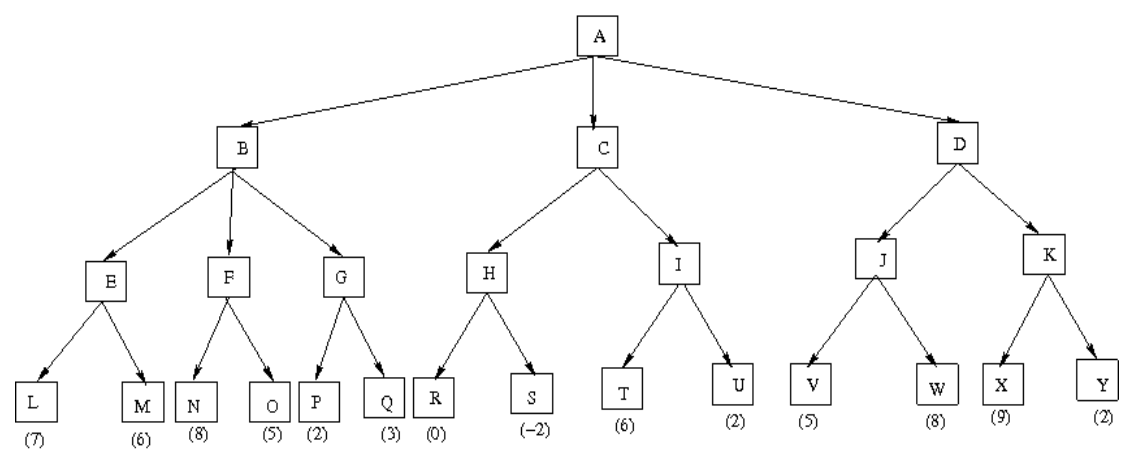 A
B C D
E F G H I J K
L M N O P Q R S T U V W X Y
(7) (6) (8) (5) (2) (3) (0) (−2) (6) (2) (5) (8) (9) (2)